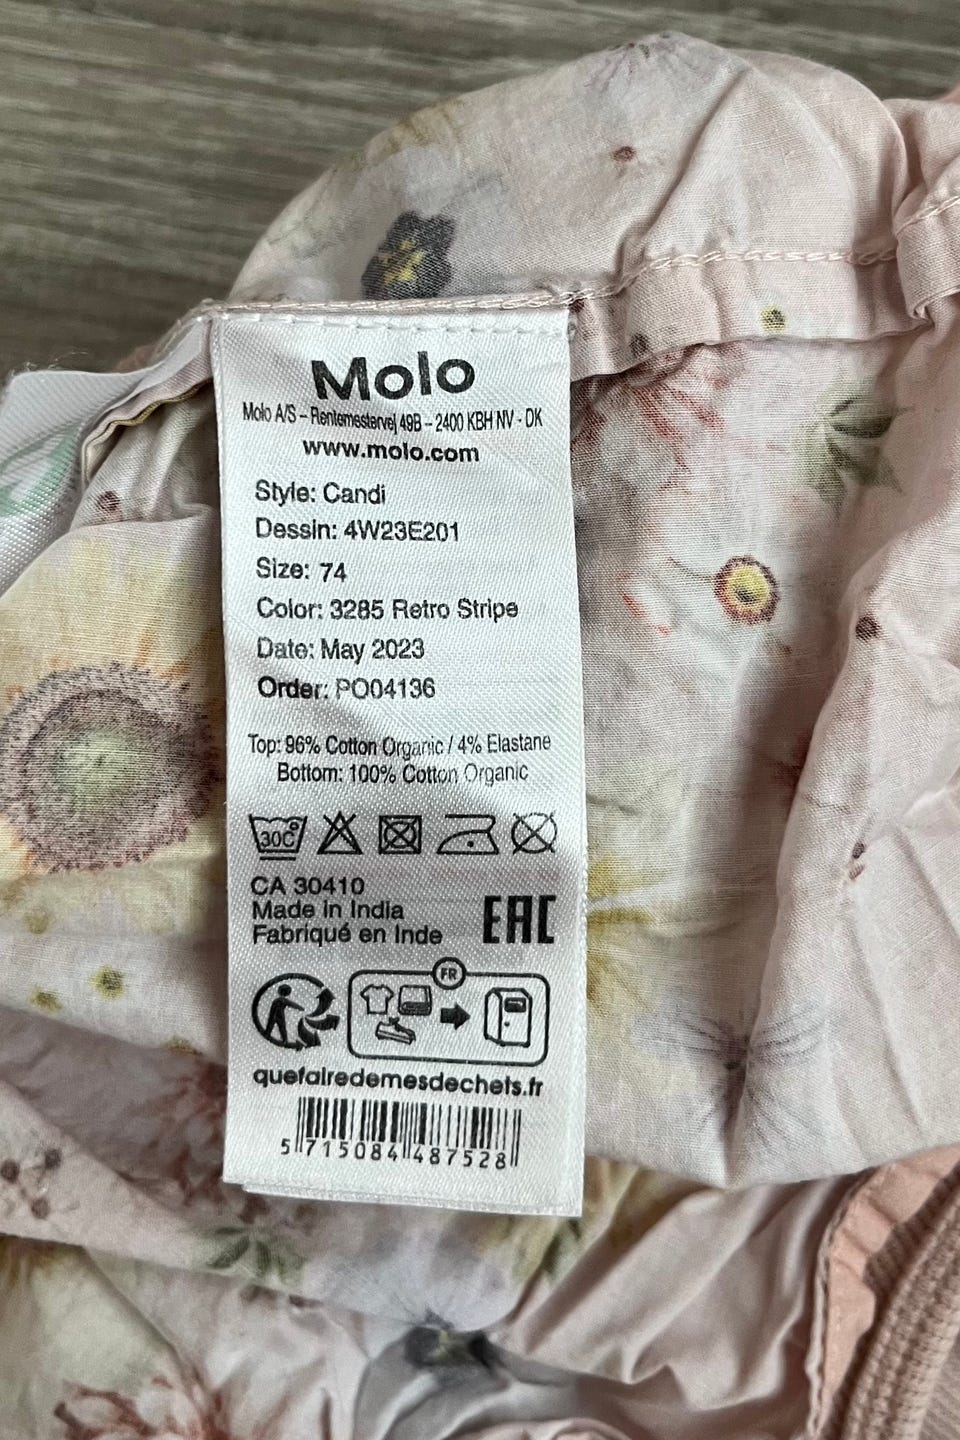 Molo
Molo A/S – Rentemestervej 49B – 2400 KBH NV - DK
www.molo.com
Style: Candi
Dessin: 4W23E201
Size: 74
Color: 3285 Retro Stripe
Date: May 2023
Order: PO04136
Top: 96% Cotton Organic / 4% Elastane
Bottom: 100% Cotton Organic
30C
CA 30410
Made in India
Fabriqué en Inde
EAC
FR
quefairedemesdechets.fr
5 715084 487528